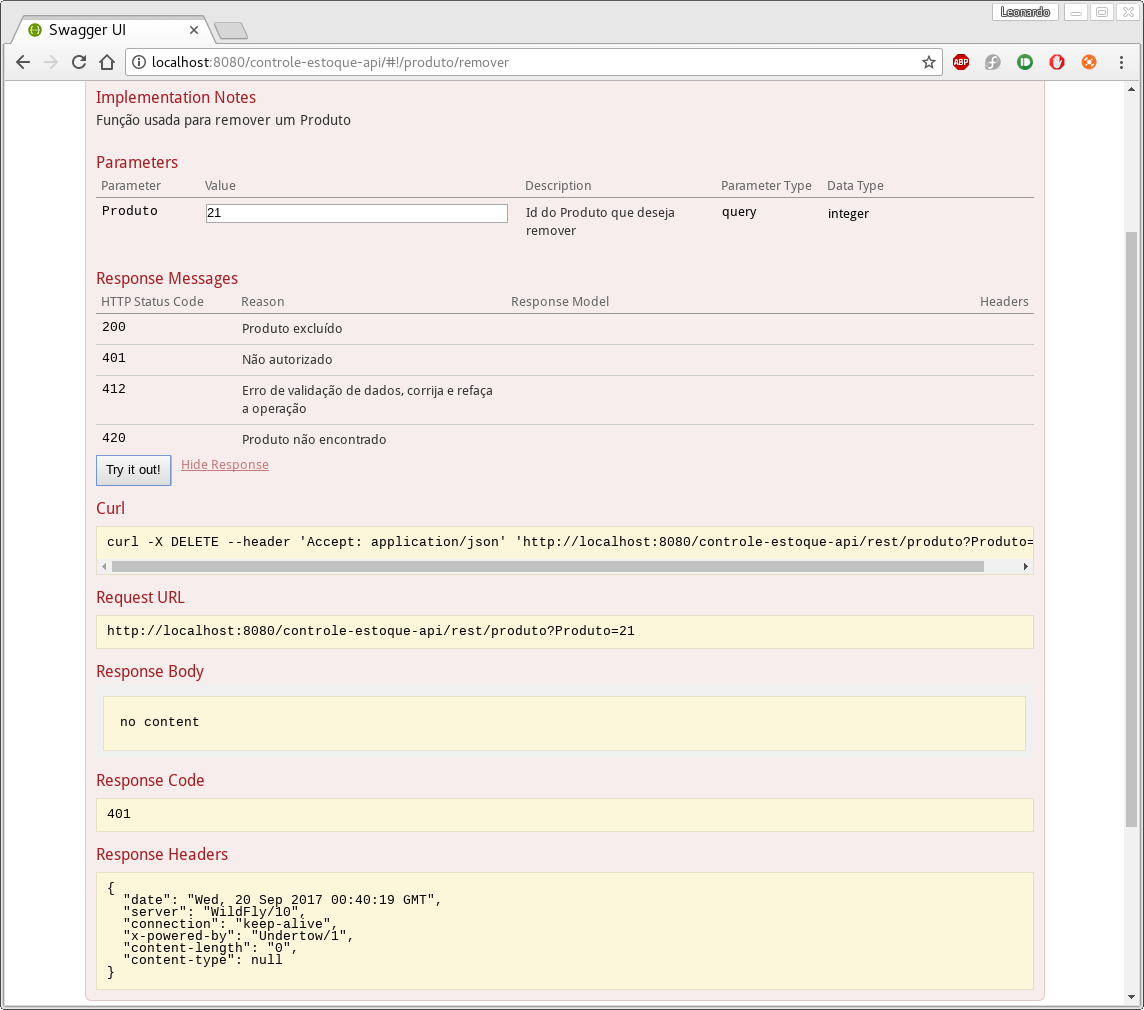 Leonardo
Swagger UI
localhost:8080/controle-estoque-api/#!/produto/remover
ABP
Implementation Notes
Função usada para remover um Produto
Parameters
Parameter Value Description Parameter Type Data Type
Produto 21 Id do Produto que deseja query integer
remover
Response Messages
HTTP Status Code Reason Response Model Headers
200 Produto excluído
401 Não autorizado
412 Erro de validação de dados, corrija e refaça
a operação
420 Produto não encontrado
Try it out! Hide Response
Curl
curl -X DELETE --header 'Accept: application/json' 'http://localhost:8080/controle-estoque-api/rest/produto?Produto=
Request URL
http://localhost:8080/controle-estoque-api/rest/produto?Produto=21
Response Body
no content
Response Code
401
Response Headers
{
"date": "Wed, 20 Sep 2017 00:40:19 GMT",
"server": "WildFly/10",
"connection": "keep-alive",
"x-powered-by": "Undertow/1",
"content-length": "0",
"content-type": null
}